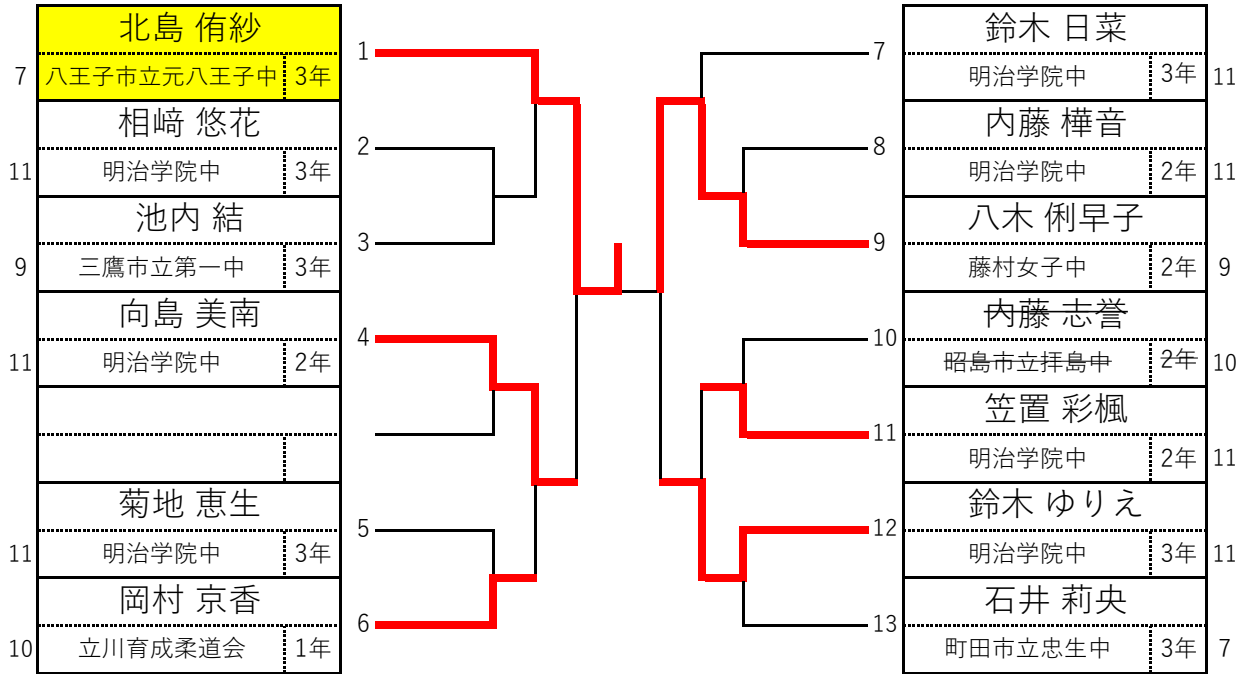 北島 侑紗
7 八王子市立元八王子中 3年
1
相﨑 悠花
11 明治学院中 3年
2
池内 結
9 三鷹市立第一中 3年
3
向島 美南
11 明治学院中 2年
4
菊地 恵生
11 明治学院中 3年
5
岡村 京香
10 立川育成柔道会 1年
6
鈴木 日菜
7
明治学院中 3年 11
内藤 樺音
8
明治学院中 2年 11
八木 俐早子
9
藤村女子中 2年 9
内藤 志誉
10
昭島市立拝島中 2年 10
笠置 彩楓
11
明治学院中 2年 11
鈴木 ゆりえ
12
明治学院中 3年 11
石井 莉央
13
町田市立忠生中 3年 7